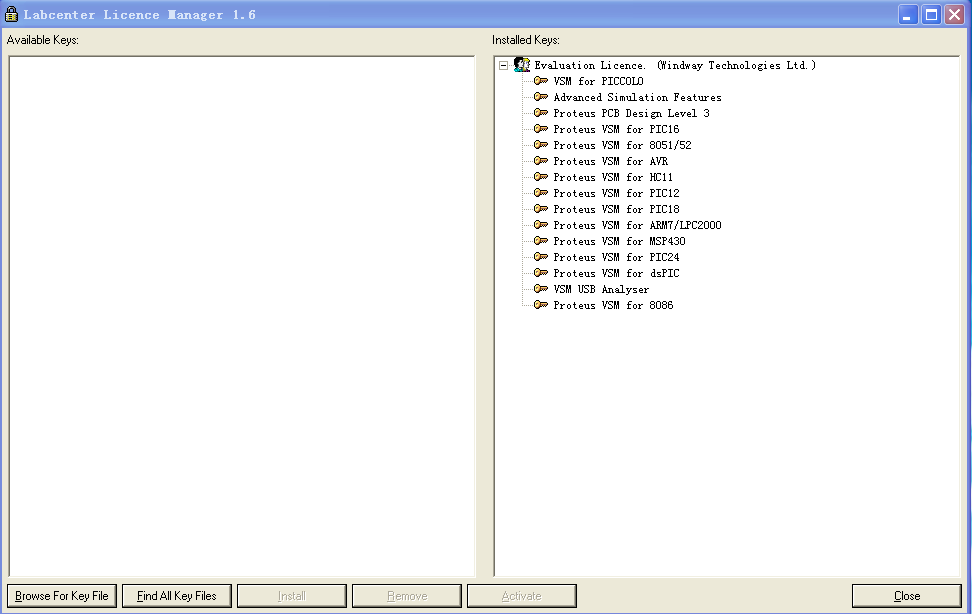 Labcenter Licence Manager 1.6
Available Keys:
Installed Keys:
Evaluation Licence. (Windway Technologies Ltd.)
VSM for PICCOLO
Advanced Simulation Features
Proteus PCB Design Level 3
Proteus VSM for PIC16
Proteus VSM for 8051/52
Proteus VSM for AVR
Proteus VSM for HC11
Proteus VSM for PIC12
Proteus VSM for PIC18
Proteus VSM for ARM7/LPC2000
Proteus VSM for MSP430
Proteus VSM for PIC24
Proteus VSM for dsPIC
VSM USB Analyser
Proteus VSM for 8086
Browse For Key File
Find All Key Files
Install
Remove
Activate
Close